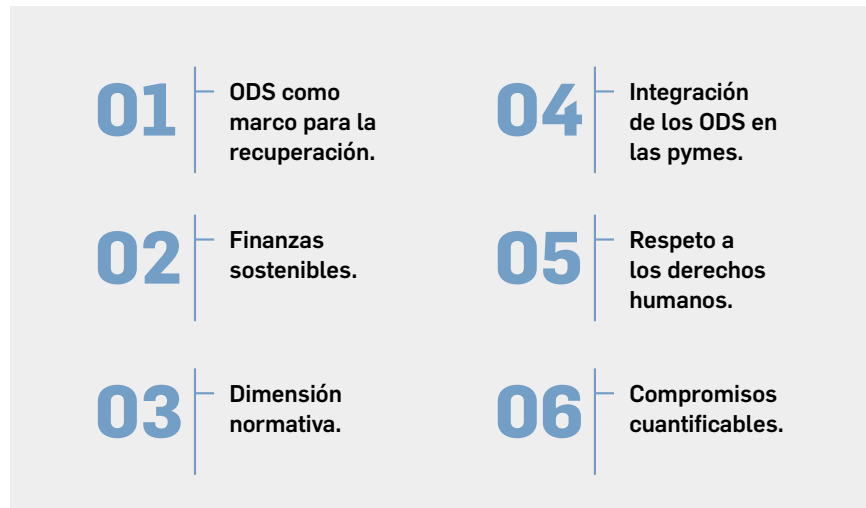 01
ODS como
marco para la
recuperación.
02
Finanzas
sostenibles.
03
Dimensión
normativa.
04
Integración
de los ODS en
las pymes.
05
Respeto a
los derechos
humanos.
06
Compromisos
cuantificables.